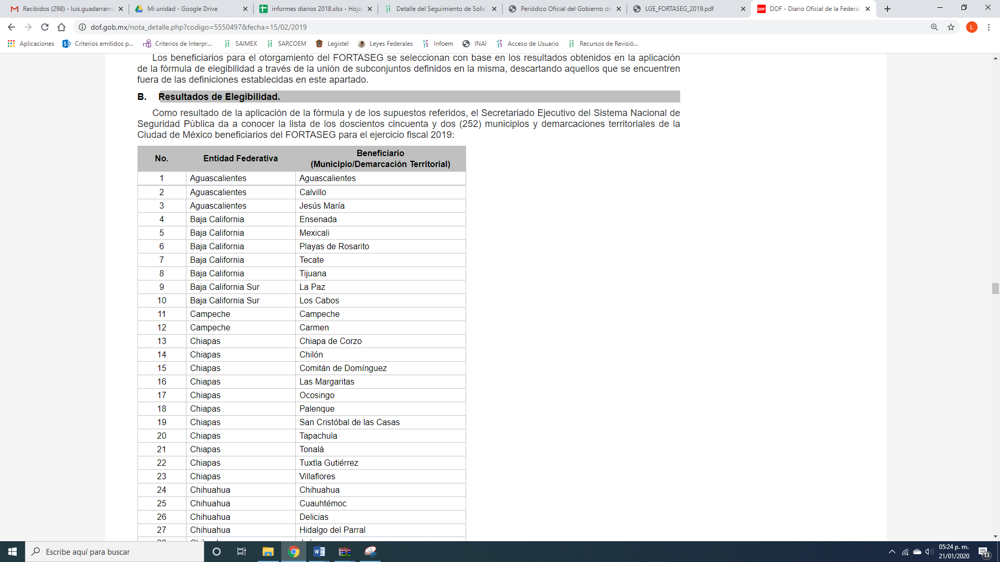 Recibidos (298) - luis.guadarrama
Mi unidad - Google Drive
informes diarios 2018.xlsx - Hojas
Detalle del Seguimiento de Solici
Periódico Oficial del Gobierno de
LGE_FORTASEG_2019.pdf
DOF - Diario Oficial de la Federac
dof.gob.mx/nota_detalle.php?codigo=5550497&fecha=15/02/2019
L
Aplicaciones
Criterios emitidos p...
Criterios de Interpr...
SAIMEX
SARCOEM
Legistel
Leyes Federales
Infoem
INAI
Acceso de Usuario
Recursos de Revisió...
Los beneficiarios para el otorgamiento del FORTASEG se seleccionan con base en los resultados obtenidos en la aplicación
de la fórmula de elegibilidad a través de la unión de subconjuntos definidos en la misma, descartando aquellos que se encuentren
fuera de las definiciones establecidas en este apartado.
B. Resultados de Elegibilidad.
Como resultado de la aplicación de la fórmula y de los supuestos referidos, el Secretariado Ejecutivo del Sistema Nacional de
Seguridad Pública da a conocer la lista de los doscientos cincuenta y dos (252) municipios y demarcaciones territoriales de la
Ciudad de México beneficiarios del FORTASEG para el ejercicio fiscal 2019:
No. Entidad Federativa Beneficiario
(Municipio/Demarcación Territorial)
1 Aguascalientes Aguascalientes
2 Aguascalientes Calvillo
3 Aguascalientes Jesús María
4 Baja California Ensenada
5 Baja California Mexicali
6 Baja California Playas de Rosarito
7 Baja California Tecate
8 Baja California Tijuana
9 Baja California Sur La Paz
10 Baja California Sur Los Cabos
11 Campeche Campeche
12 Campeche Carmen
13 Chiapas Chiapa de Corzo
14 Chiapas Chilón
15 Chiapas Comitán de Domínguez
16 Chiapas Las Margaritas
17 Chiapas Ocosingo
18 Chiapas Palenque
19 Chiapas San Cristóbal de las Casas
20 Chiapas Tapachula
21 Chiapas Tonalá
22 Chiapas Tuxtla Gutiérrez
23 Chiapas Villaflores
24 Chihuahua Chihuahua
25 Chihuahua Cuauhtémoc
26 Chihuahua Delicias
27 Chihuahua Hidalgo del Parral
Escribe aquí para buscar
05:24 p. m.
21/01/2020
13